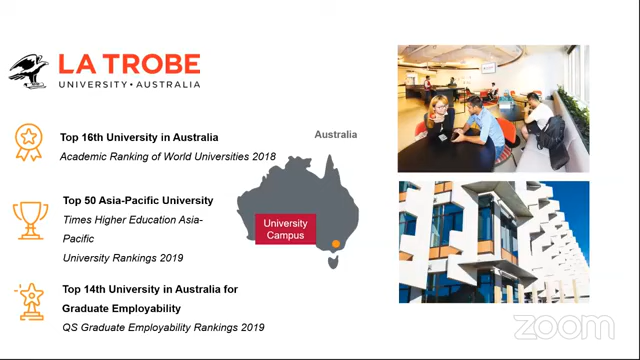 LA TROBE
UNIVERSITY • AUSTRALIA
Top 16th University in Australia
Academic Ranking of World Universities 2018
Top 50 Asia-Pacific University
Times Higher Education Asia-
Pacific
University Rankings 2019
Top 14th University in Australia for
Graduate Employability
QS Graduate Employability Rankings 2019
Australia
University
Campus
zoom